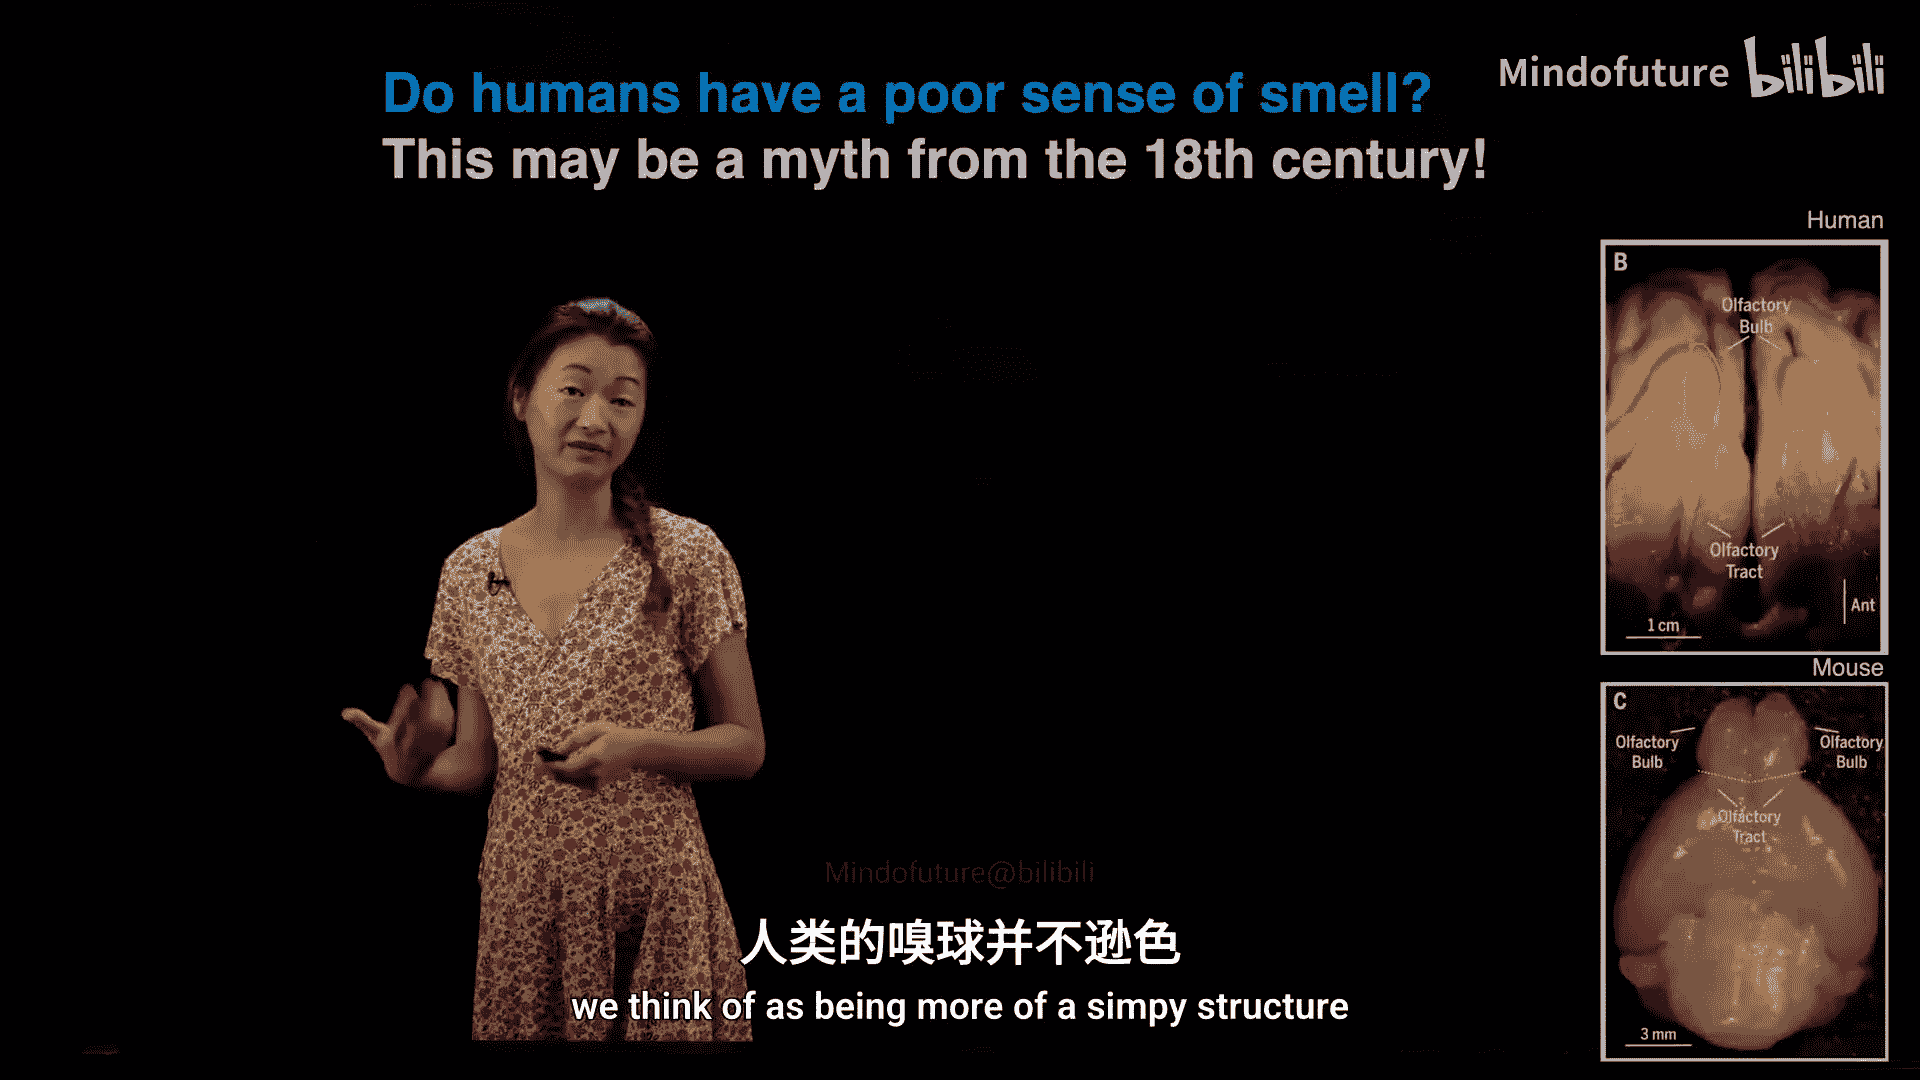 Do humans have a poor sense of smell?
This may be a myth from the 18th century!
Mindofuture bilibili
Human
B
Olfactory
Bulb
Olfactory
Tract
Ant
1 cm
Mouse
C
Olfactory
Bulb
Olfactory
Bulb
Olfactory
Tract
3 mm
Mindofuture@bilibili
人类的嗅球并不逊色
we think of as being more of a simpy structure